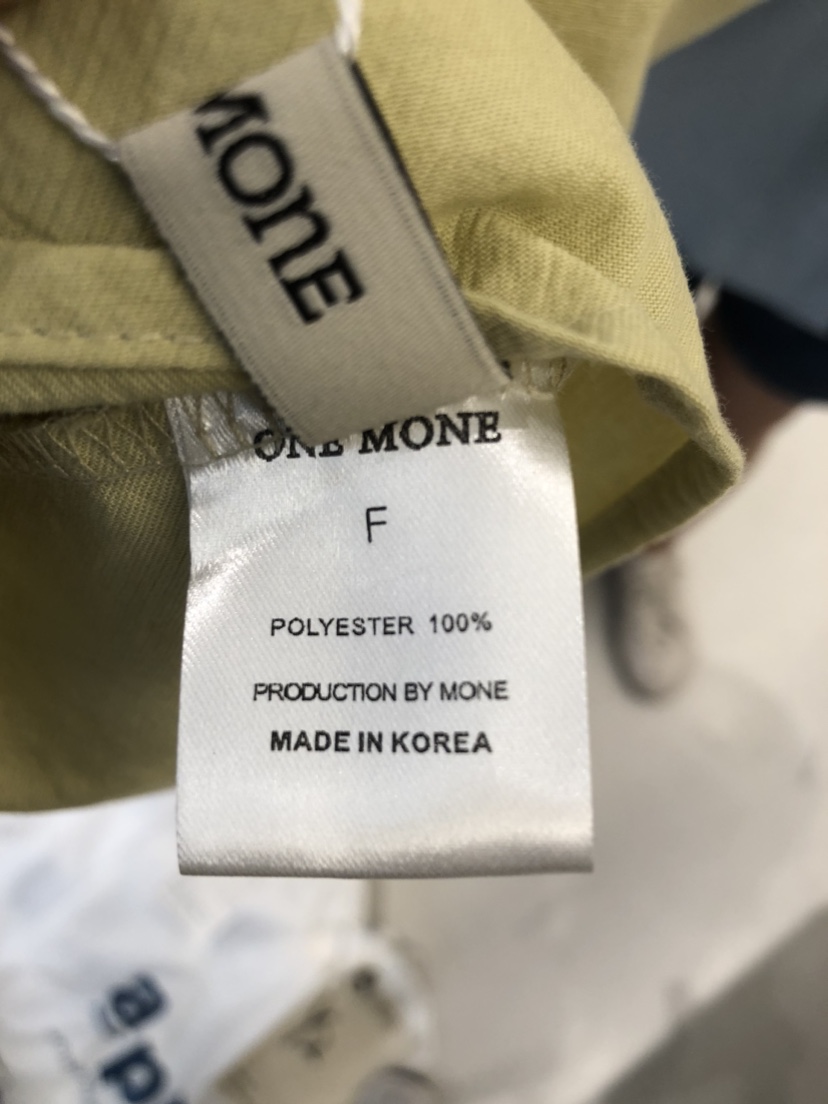 MONE
ONE MONE
F
POLYESTER 100%
PRODUCTION BY MONE
MADE IN KOREA